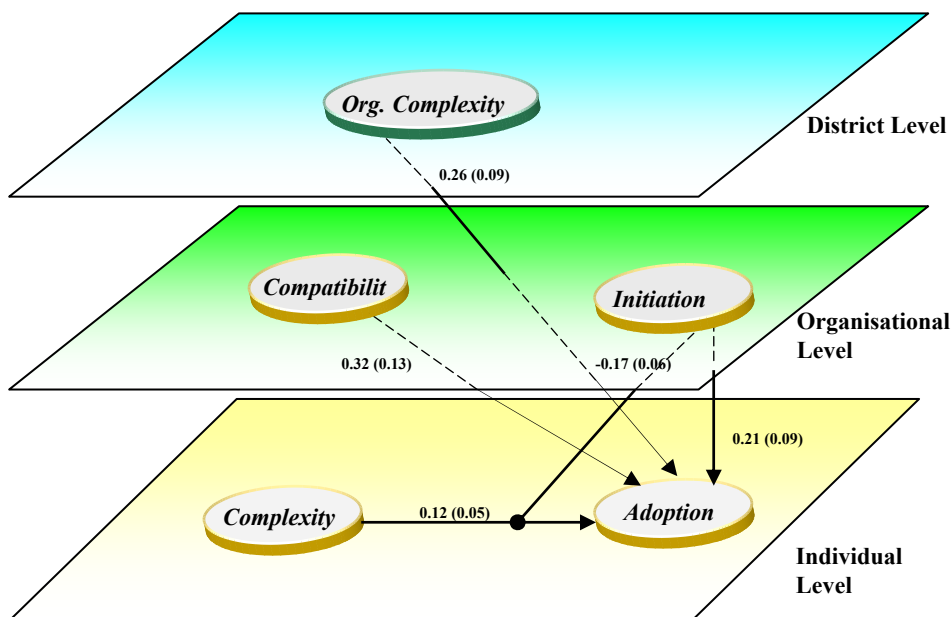 Org. Complexity
District Level
0.26 (0.09)
Compatibilit
Initiation
Organisational
Level
0.32 (0.13)
-0.17 (0.06)
0.21 (0.09)
Complexity
0.12 (0.05)
Adoption
Individual
Level